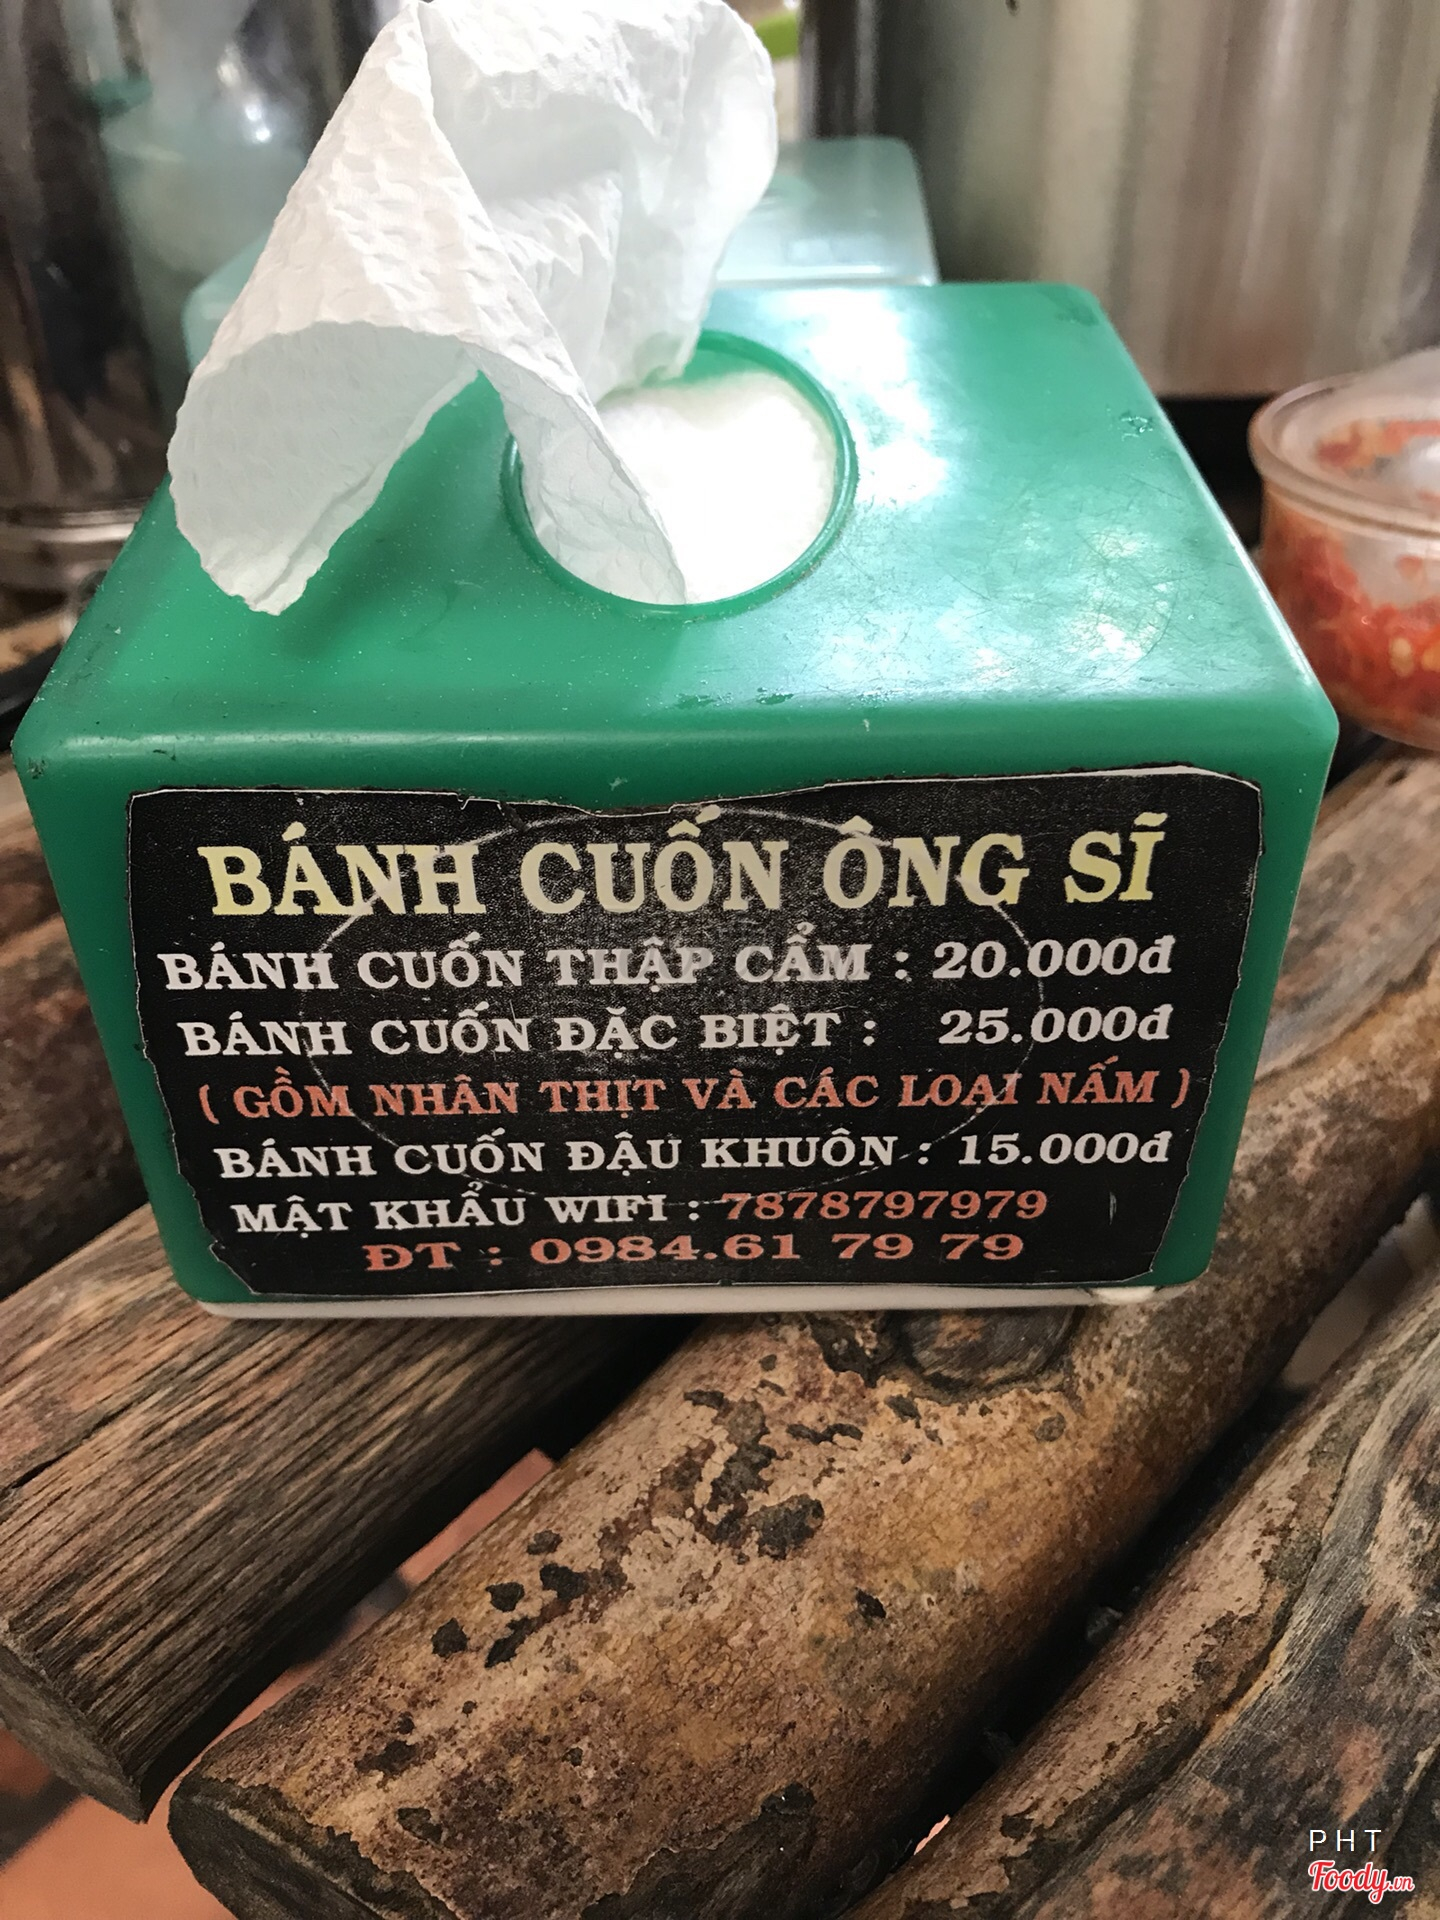 BÁNH CUỐN ÔNG SĨ
BÁNH CUỐN THẬP CẨM : 20.000đ
BÁNH CUỐN ĐẶC BIỆT : 25.000đ
( GỒM NHÂN THỊT VÀ CÁC LOẠI NẤM )
BÁNH CUỐN ĐẬU KHUÔN : 15.000đ
MẬT KHẨU WIFI : 7878797979
ĐT : 0984.61 79 79
PHT
Foody.vn